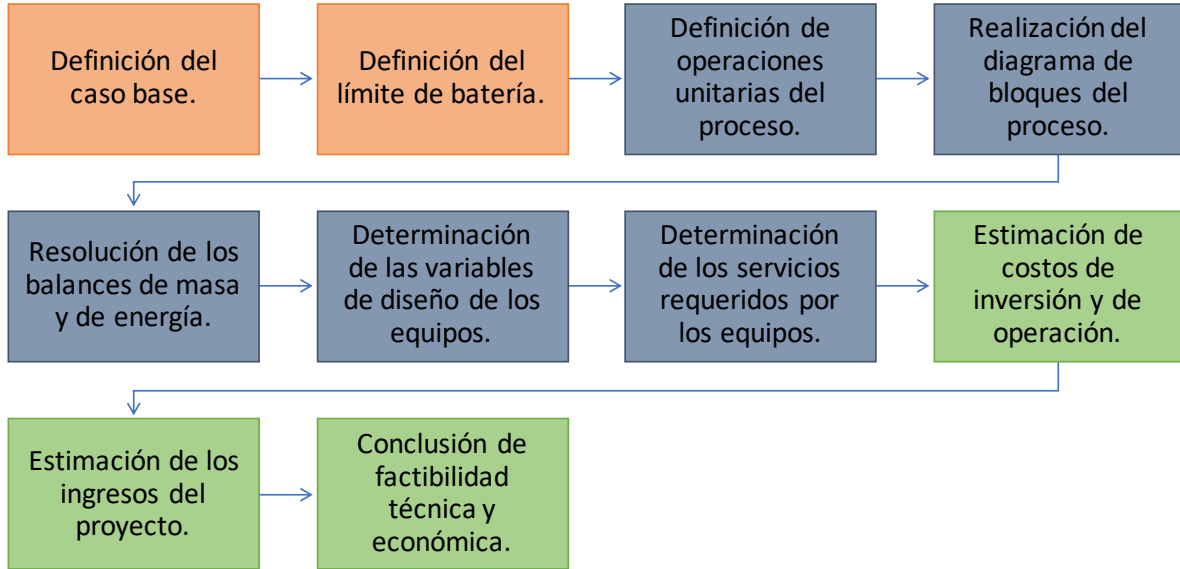 Definición del
caso base.
Definición del
límite de batería.
Definición de
operaciones
unitarias del
proceso.
Realización del
diagrama de
bloques del
proceso.
Resolución de los
balances de masa
y de energía.
Determinación
de las variables
de diseño de los
equipos.
Determinación
de los servicios
requeridos por
los equipos.
Estimación de
costos de
inversión y de
operación.
Estimación de los
ingresos del
proyecto.
Conclusión de
factibilidad
técnica y
económica.